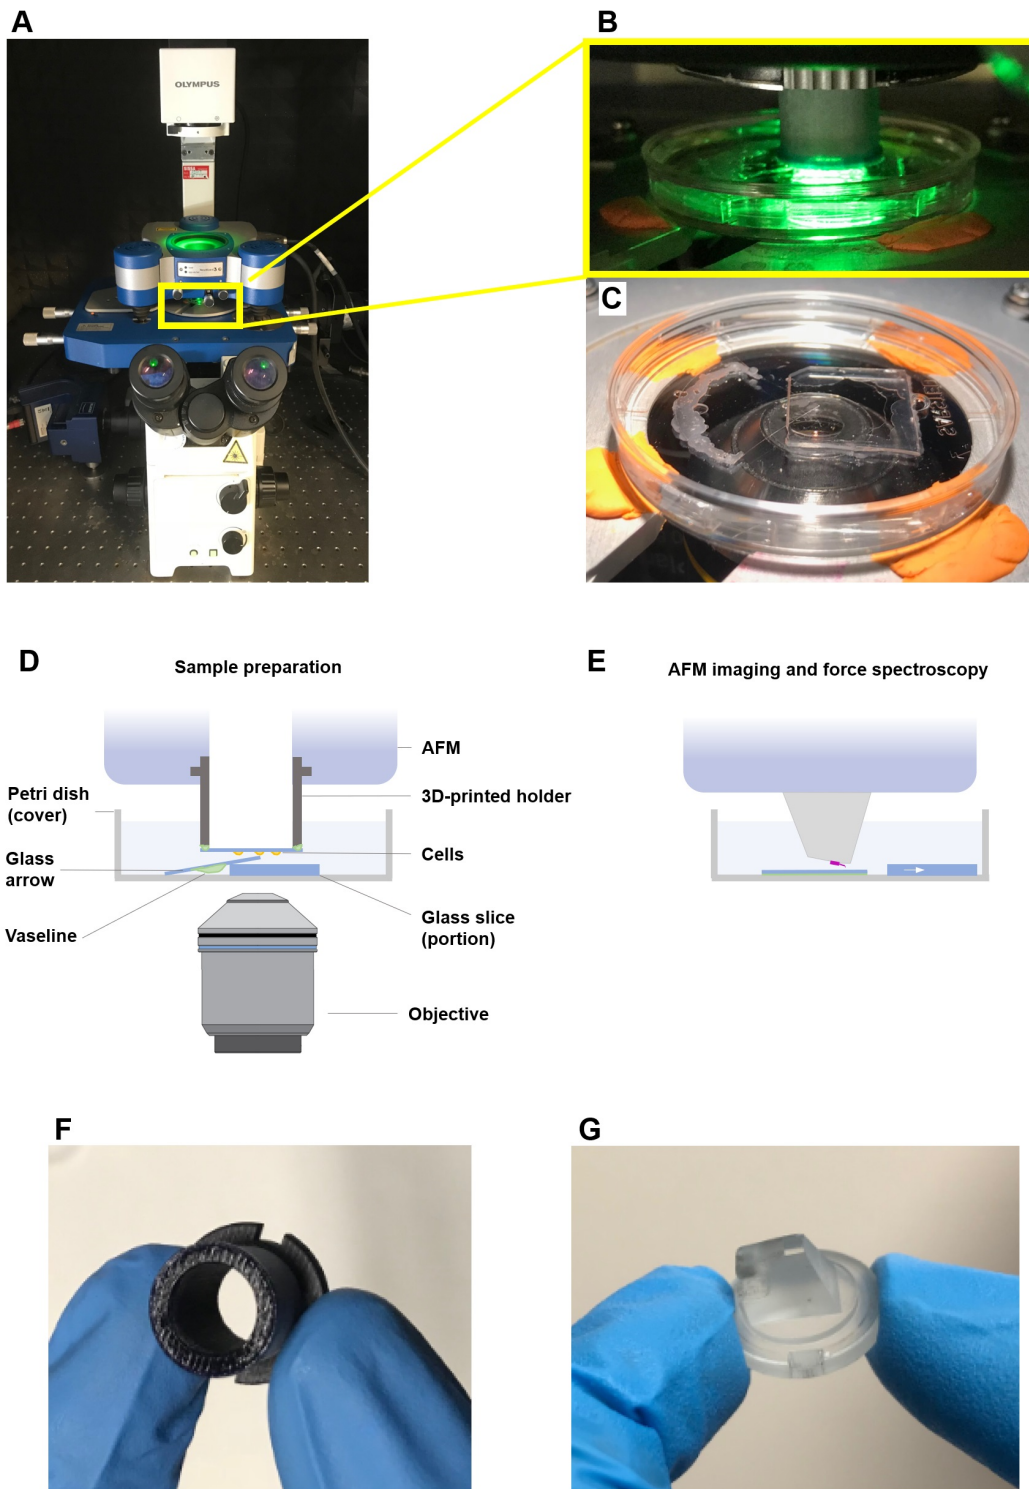 A
B
OLYMPUS
C
D
Sample preparation
E
AFM imaging and force spectroscopy
AFM
Petri dish
(cover)
3D-printed holder
Glass
arrow
Cells
Vaseline
Glass slice
(portion)
Objective
F
G